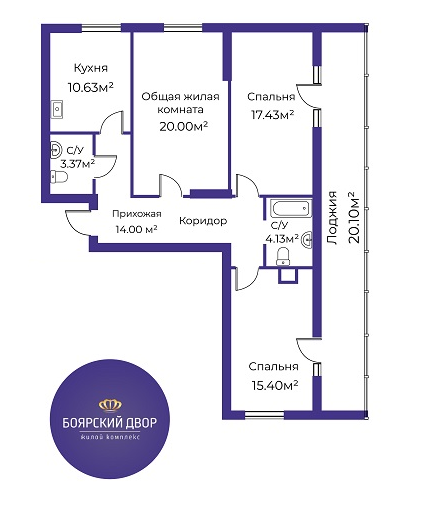 Кухня
10.63м²
Общая жилая
комната
20.00м²
Спальня
17.43м²
С/У
3.37м²
Прихожая
14.00 м²
Коридор
С/У
4.13м²
Лоджия
20.10м²
Спальня
15.40м²
БОЯРСКИЙ ДВОР
ЖИЛОЙ КОМПЛЕКС